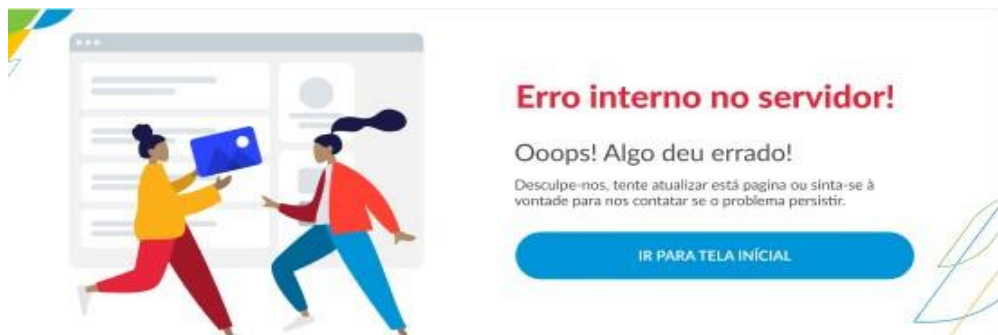 Erro interno no servidor!
Ooops! Algo deu errado!
Desculpe-nos, tente atualizar está pagina ou sinta-se à
vontade para nos contatar se o problema persistir.
IR PARA TELA INÍCIAL